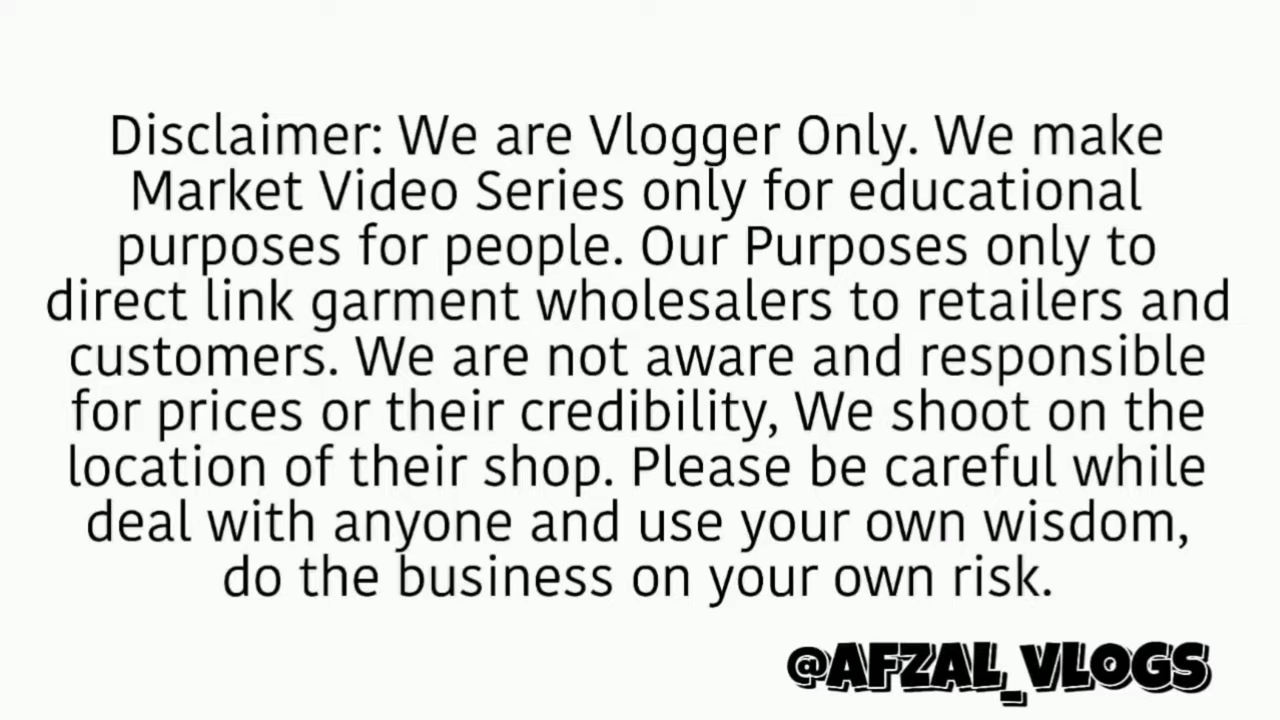 Disclaimer: We are Vlogger Only. We make
Market Video Series only for educational
purposes for people. Our Purposes only to
direct link garment wholesalers to retailers and
customers. We are not aware and responsible
for prices or their credibility, We shoot on the
location of their shop. Please be careful while
deal with anyone and use your own wisdom,
do the business on your own risk.
@AFZAL_VLOGS